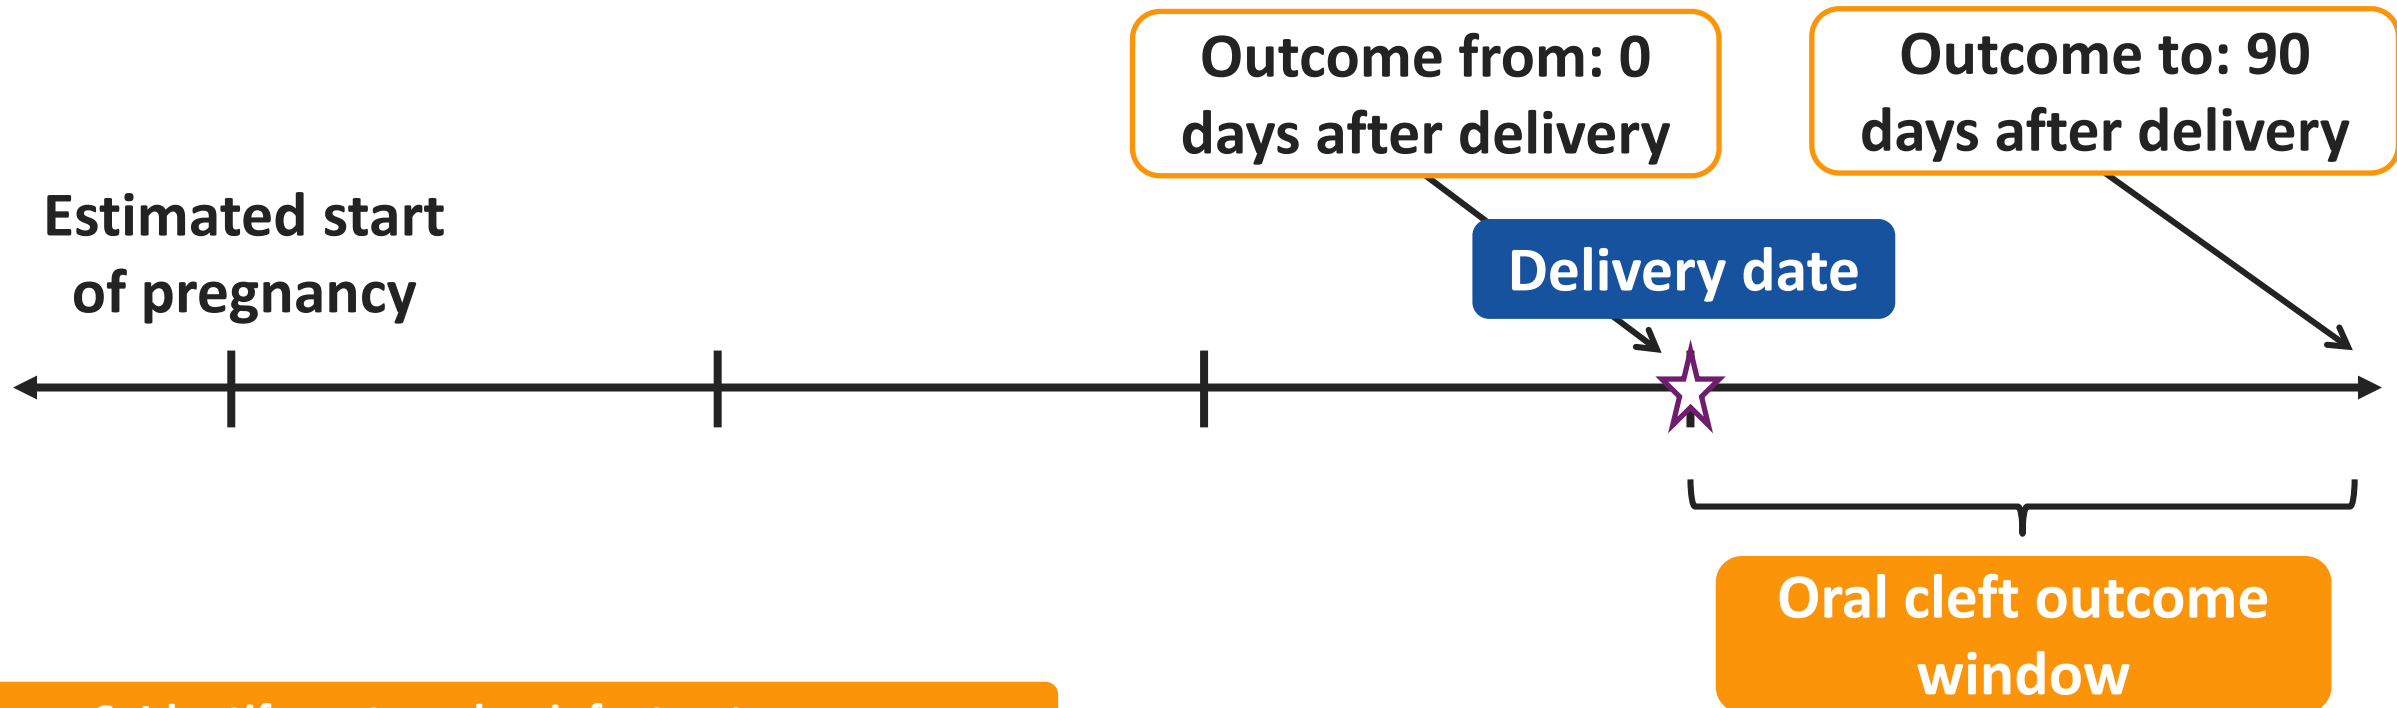 Outcome from: 0
days after delivery
Outcome to: 90
days after delivery
Estimated start
of pregnancy
Delivery date
Oral cleft outcome
window